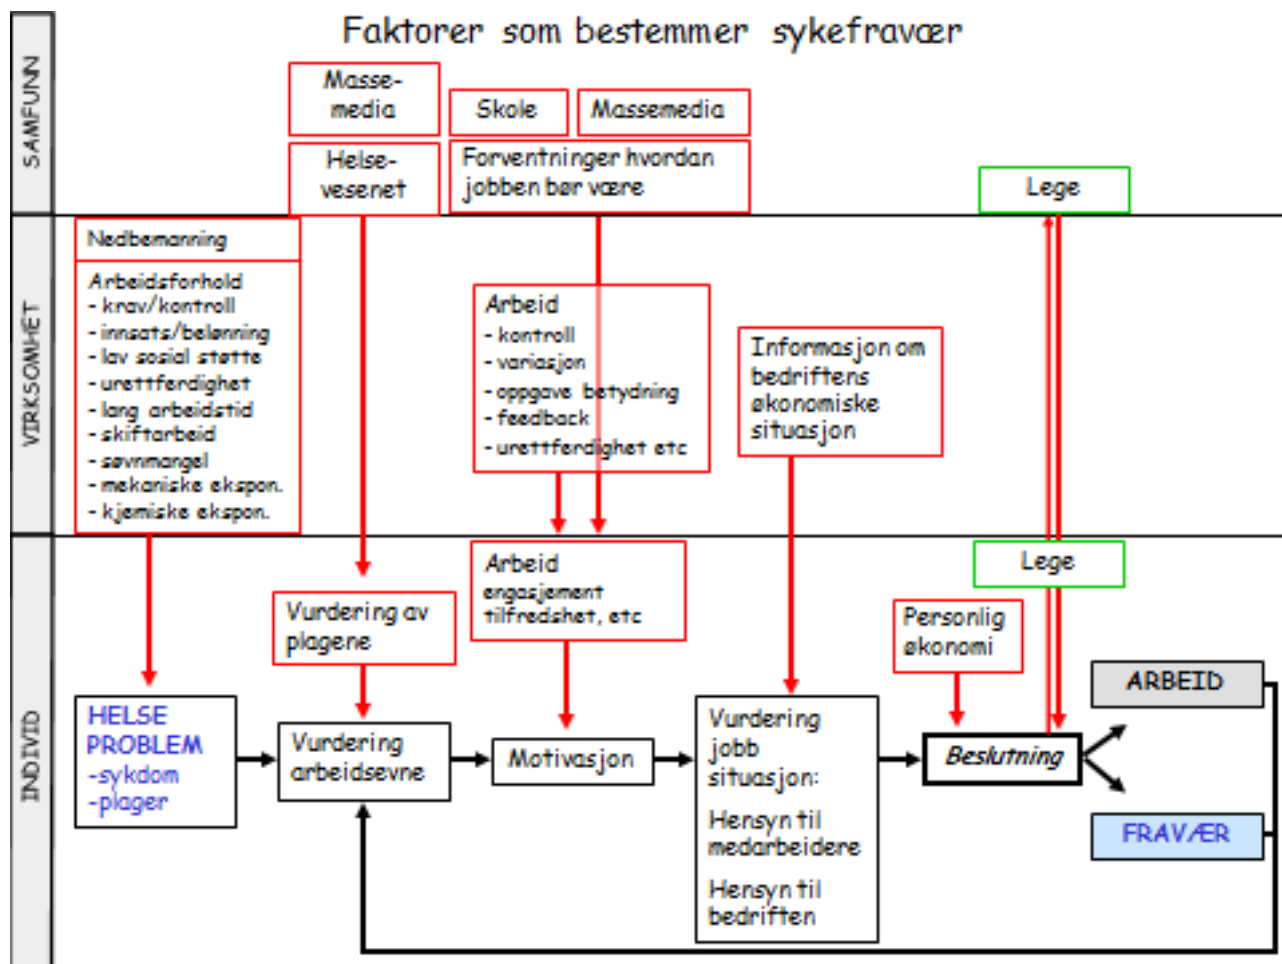 Faktorer som bestemmer sykefravær
SAMFUNN
Masse-
media
Helse-
vesenet
Skole
Massemedia
Forventninger hvordan
jobben bør være
Lege
VIRKSOMHET
Nedbemanning
Arbeidsforhold
- krav/kontroll
- innsats/belønning
- lav sosial støtte
- urettferdighet
- lang arbeidstid
- skiftarbeid
- søvnmangel
- mekaniske ekspon.
- kjemiske ekspon.
Arbeid
- kontroll
- variasjon
- oppgave betydning
- feedback
- urettferdighet etc
Informasjon om
bedriftens
økonomiske
situasjon
INDIVID
Vurdering av
plagene
Arbeid
engasjement
tilfredshet, etc
Lege
Personlig
økonomi
HELSE
PROBLEM
-sykdom
-plager
Vurdering
arbeidsevne
Motivasjon
Vurdering
jobb
situasjon:
Hensyn til
medarbeidere
Hensyn til
bedriften
Beslutning
ARBEID
FRAVÆR